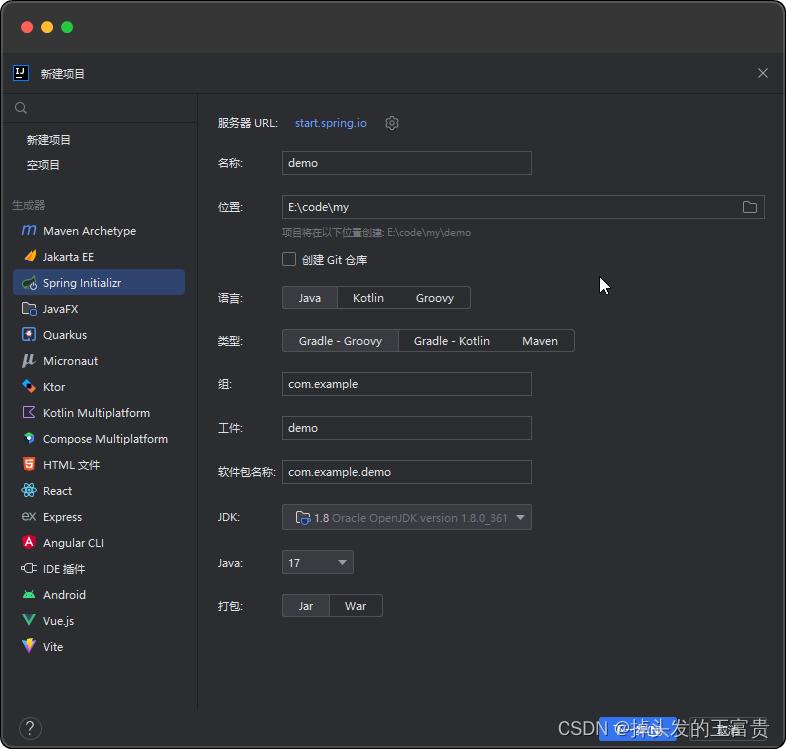 新建项目
新建项目
空项目
生成器
Maven Archetype
Jakarta EE
Spring Initializr
JavaFX
Quarkus
Micronaut
Ktor
Kotlin Multiplatform
Compose Multiplatform
HTML 文件
React
Express
Angular CLI
IDE 插件
Android
Vue.js
Vite
服务器 URL: start.spring.io
名称: demo
位置: E:\code\my
项目将在以下位置创建: E:\code\my\demo
创建 Git 仓库
语言: Java Kotlin Groovy
类型: Gradle - Groovy Gradle - Kotlin Maven
组: com.example
工件: demo
软件包名称: com.example.demo
JDK: 1.8 Oracle OpenJDK version 1.8.0_361
Java: 17
打包: Jar War
?
取消
CSDN @掉头发的王富贵